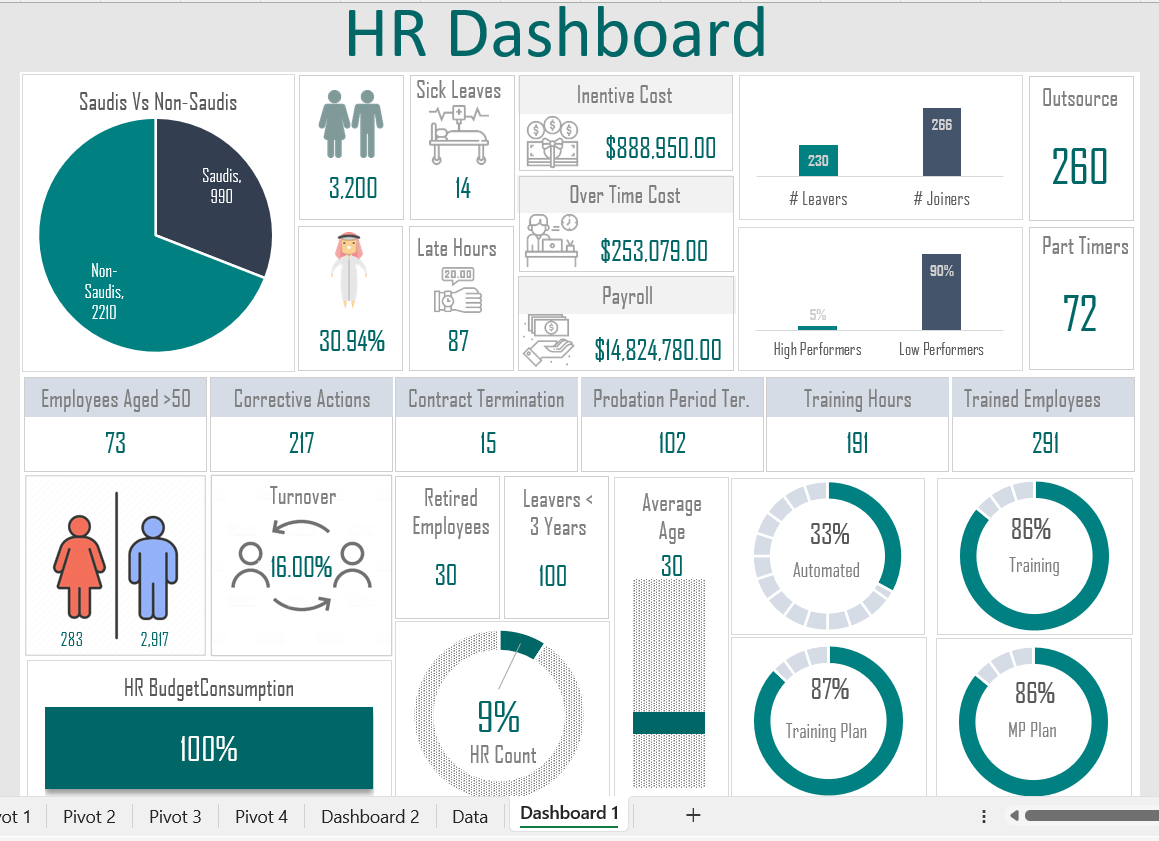 HR Dashboard
Saudis Vs Non-Saudis
Saudis,
990
Non-
Saudis,
2210
3,200
30.94%
Sick Leaves
14
Late Hours
20.00
87
Inentive Cost
$888,950.00
Over Time Cost
$253,079.00
Payroll
$14,824,780.00
230
266
# Leavers
# Joiners
5%
90%
High Performers
Low Performers
Outsource
260
Part Timers
72
Employees Aged >50
73
Corrective Actions
217
Contract Termination
15
Probation Period Ter.
102
Training Hours
191
Trained Employees
291
283
2,917
Turnover
16.00%
Retired
Employees
30
Leavers <
3 Years
100
Average
Age
30
33%
Automated
86%
Training
HR BudgetConsumption
100%
9%
HR Count
87%
Training Plan
86%
MP Plan
vot 1
Pivot 2
Pivot 3
Pivot 4
Dashboard 2
Data
Dashboard 1
+